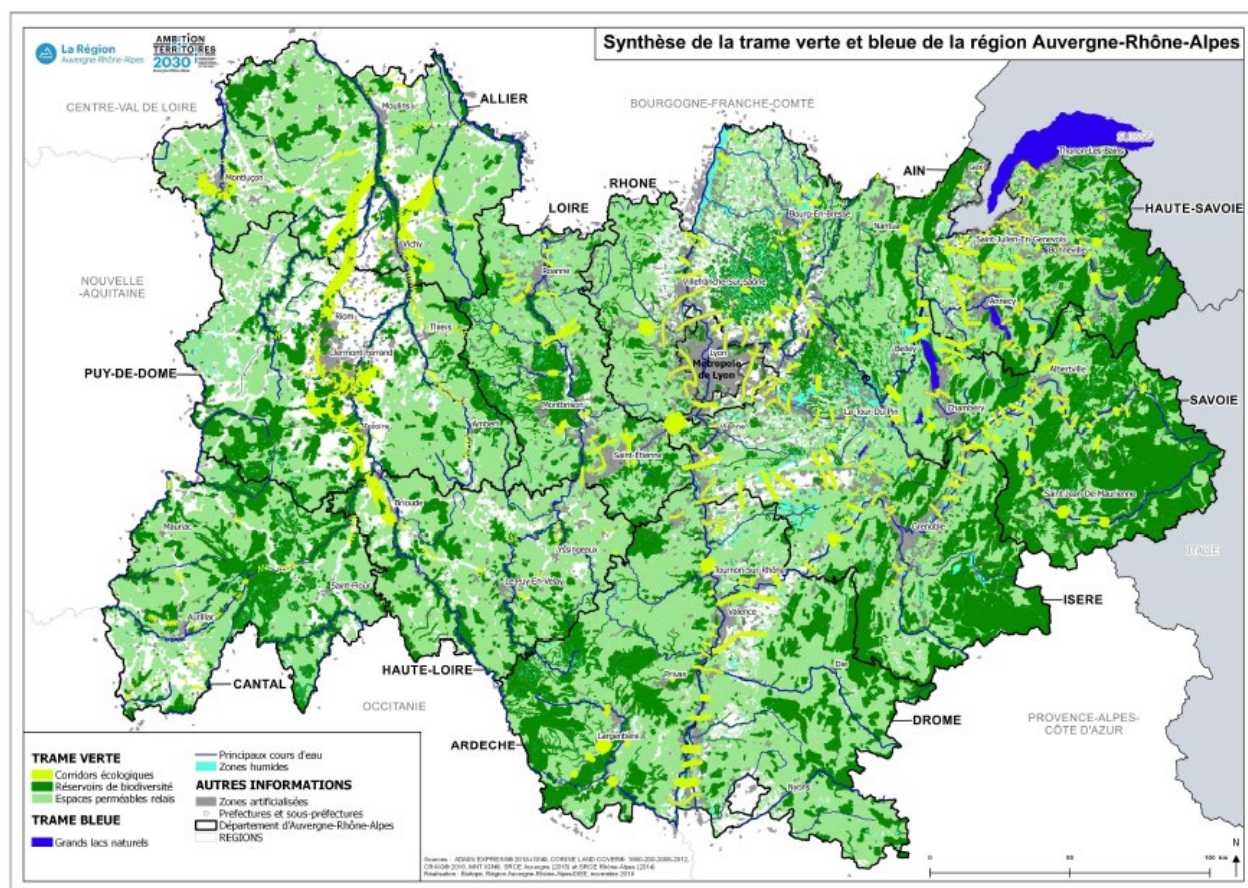 La Région
Auvergne-Rhône-Alpes
AMBITION
TERRITOIRES
2030
Synthèse de la trame verte et bleue de la région Auvergne-Rhône-Alpes
CENTRE-VAL DE LOIRE
ALLIER
BOURGOGNE-FRANCHE-COMTÉ
SUISSE
Moulins
Thonon-Les-Bains
AIN
Gex
Montluçon
RHONE
HAUTE-SAVOIE
LOIRE
Bourg-En-Bresse
Nantua
Saint-Julien-En-Genevois
Bonneville
Vichy
NOUVELLE
-AQUITAINE
Roanne
Villefranche-Sur-Saône
Annecy
Riom
Thiers
Clermont-Ferrand
Lyon
Métropole
de Lyon
Belley
PUY-DE-DOME
Albertville
SAVOIE
Montbrison
La Tour-Du-Pin
Chambéry
Issoire
Ambert
Vienne
Saint-Etienne
Saint-Jean-De-Maurienne
Brioude
Mauriac
Grenoble
Yssingeaux
ITALIE
Tournon-Sur-Rhône
Saint-Flour
Le Puy-En-Velay
ISERE
Valence
Aurillac
HAUTE-LOIRE
Privas
Die
CANTAL
OCCITANIE
DROME
PROVENCE-ALPES-
CÔTE D'AZUR
Largentière
ARDECHE
Nyons
TRAME VERTE
Corridors écologiques
Réservoirs de biodiversité
Espaces perméables relais
TRAME BLEUE
Grands lacs naturels
Principaux cours d'eau
Zones humides
AUTRES INFORMATIONS
Zones artificialisées
Prefectures et sous-préfectures
Département d'Auvergne-Rhône-Alpes
REGIONS
0 50 100 km
N